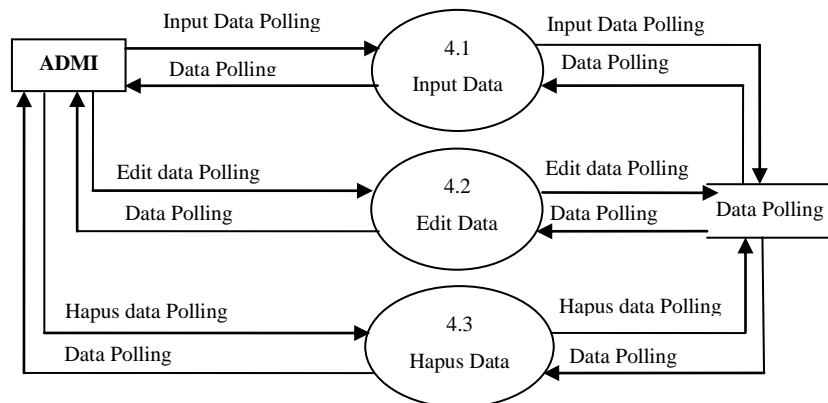 Input Data Polling
Input Data Polling
4.1
Input Data
ADMI
Data Polling
Data Polling
Edit data Polling
4.2
Edit Data
Edit data Polling
Data Polling
Data Polling
Data Polling
Hapus data Polling
4.3
Hapus Data
Hapus data Polling
Data Polling
Data Polling